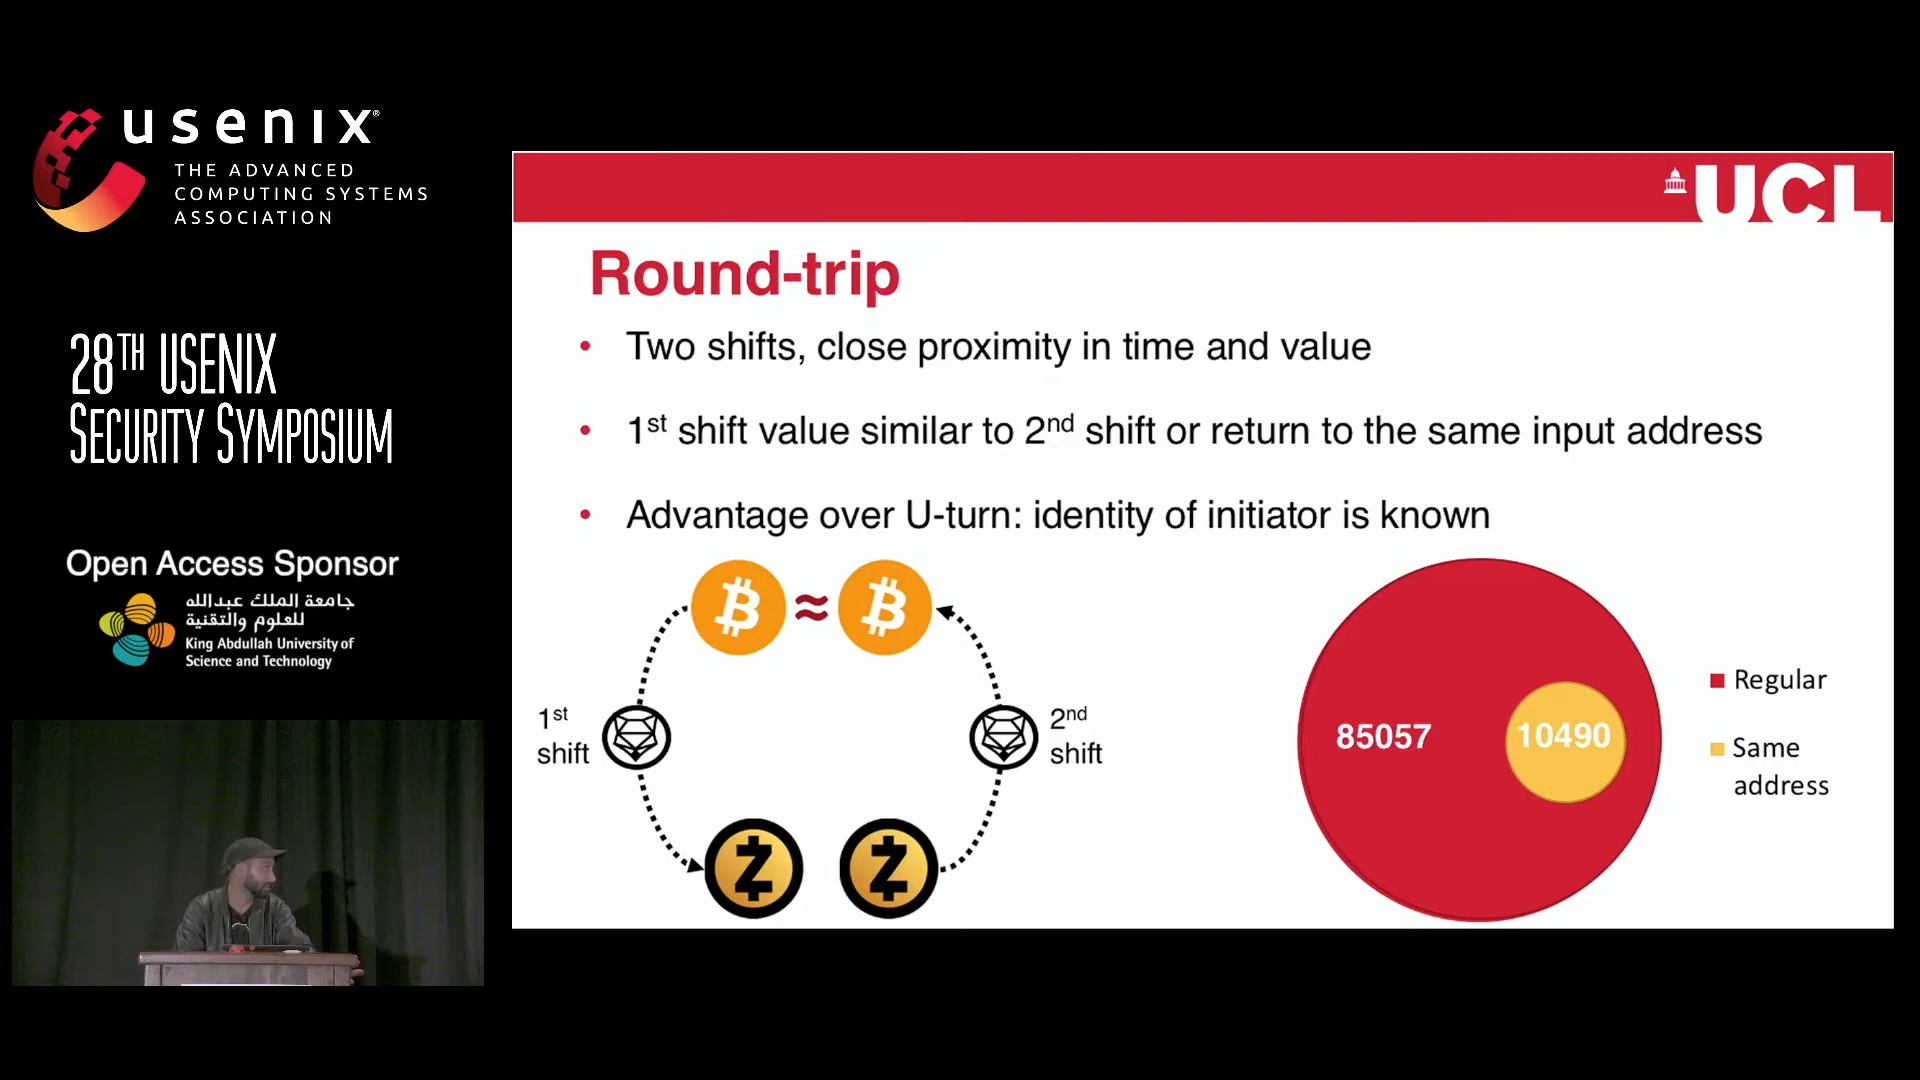 usenix®
THE ADVANCED
COMPUTING SYSTEMS
ASSOCIATION
28TH USENIX
SECURITY SYMPOSIUM
Open Access Sponsor
جامعة الملك عبدالله
للعلوم والتقنية
King Abdullah University of
Science and Technology
UCL
Round-trip
• Two shifts, close proximity in time and value
• 1st shift value similar to 2nd shift or return to the same input address
• Advantage over U-turn: identity of initiator is known
≈
1st
shift
2nd
shift
85057
10490
Regular
Same
address